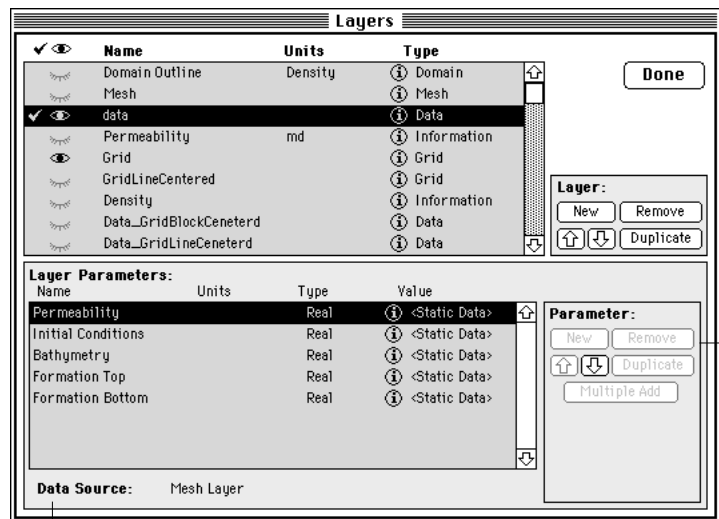 Layers
Name Units Type
Domain Outline Density Domain
Mesh Mesh
data Data
Permeability md Information
Grid Grid
GridLineCentered Grid
Density Information
Data_GridBlockCeneterd Data
Data_GridLineCeneterd Data
Done
Layer:
New Remove
Duplicate
Layer Parameters:
Name Units Type Value
Permeability Real <Static Data>
Initial Conditions Real <Static Data>
Bathymetry Real <Static Data>
Formation Top Real <Static Data>
Formation Bottom Real <Static Data>
Parameter:
New Remove
Duplicate
Multiple Add
Data Source: Mesh Layer